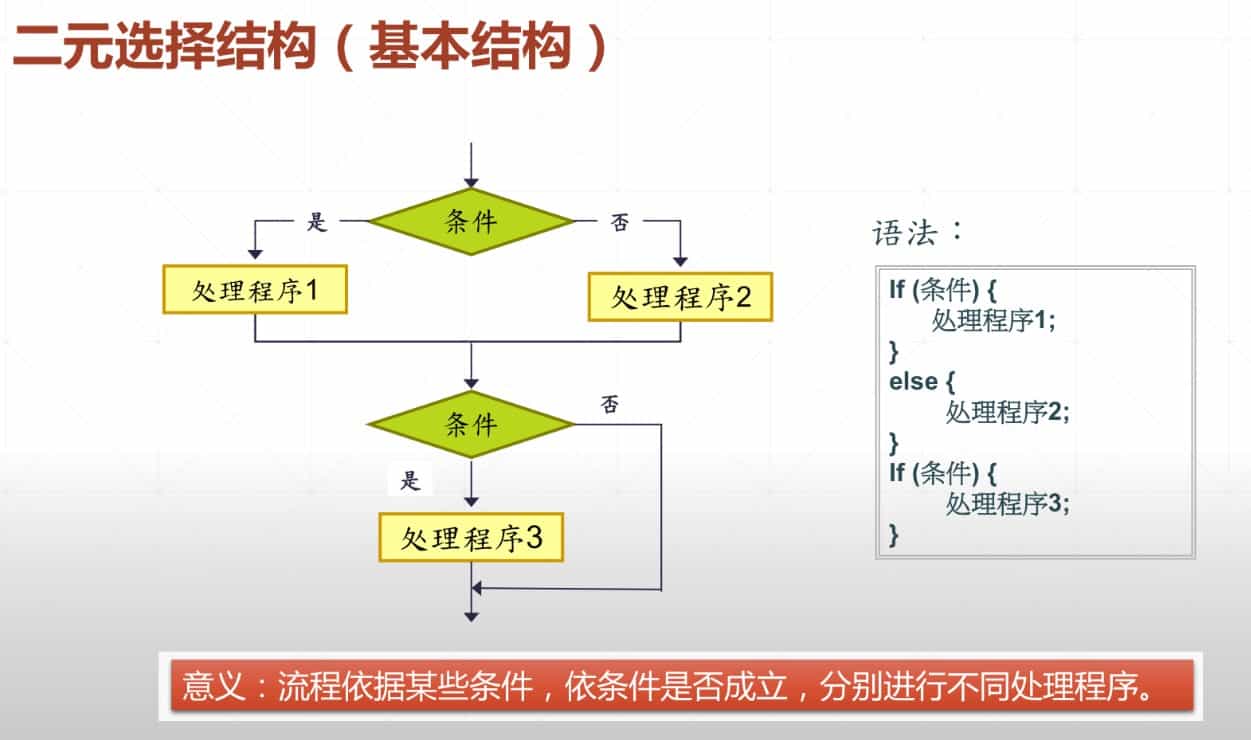 二元选择结构（基本结构）
条件
是
否
处理程序1
处理程序2
条件
否
是
处理程序3
语法：
If (条件) {
处理程序1;
}
else {
处理程序2;
}
If (条件) {
处理程序3;
}
意义：流程依据某些条件，依条件是否成立，分别进行不同处理程序。